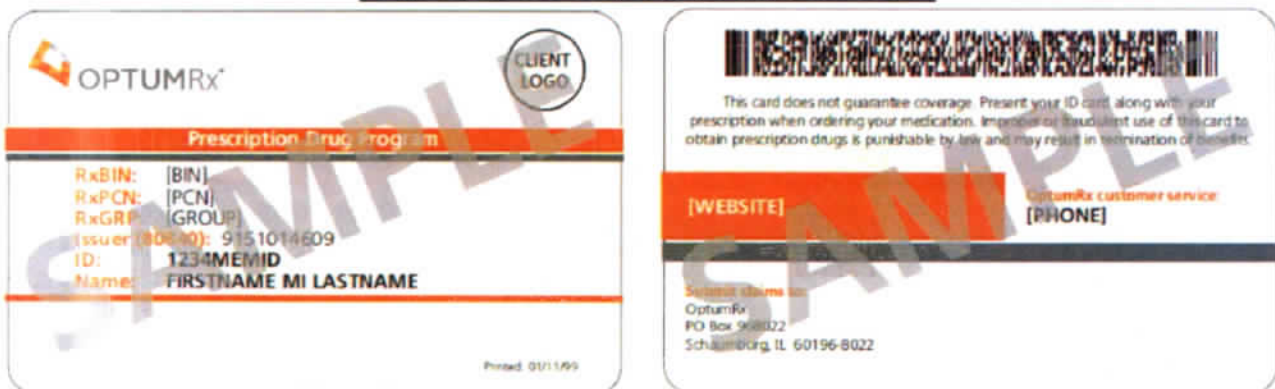 OPTUMRx
CLIENT
LOGO
Prescription Drug Program
RxBIN: [BIN]
RxPCN: [PCN]
RxGRP: [GROUP]
Issuer (80840): 9151014609
ID: 1234MEMID
Name: FIRSTNAME MI LASTNAME
Printed: 01/11/99
SAMPLE
This card does not guarantee coverage. Present your ID card along with your
prescription when ordering your medication. Improper or fraudulent use of this card to
obtain prescription drugs is punishable by law and may result in termination of benefits.
[WEBSITE]
OptumRx customer service:
[PHONE]
Submit claims to:
OptumRx
PO Box 968022
Schaumburg, IL 60196-8022
SAMPLE